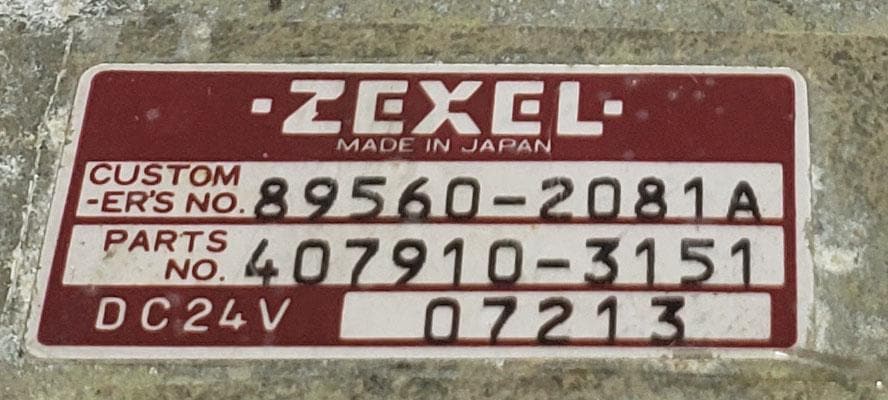 ·ZEXEL·
MADE IN JAPAN
CUSTOM
-ER'S NO. 89560-2081A
PARTS
NO. 407910-3151
DC24V 07213